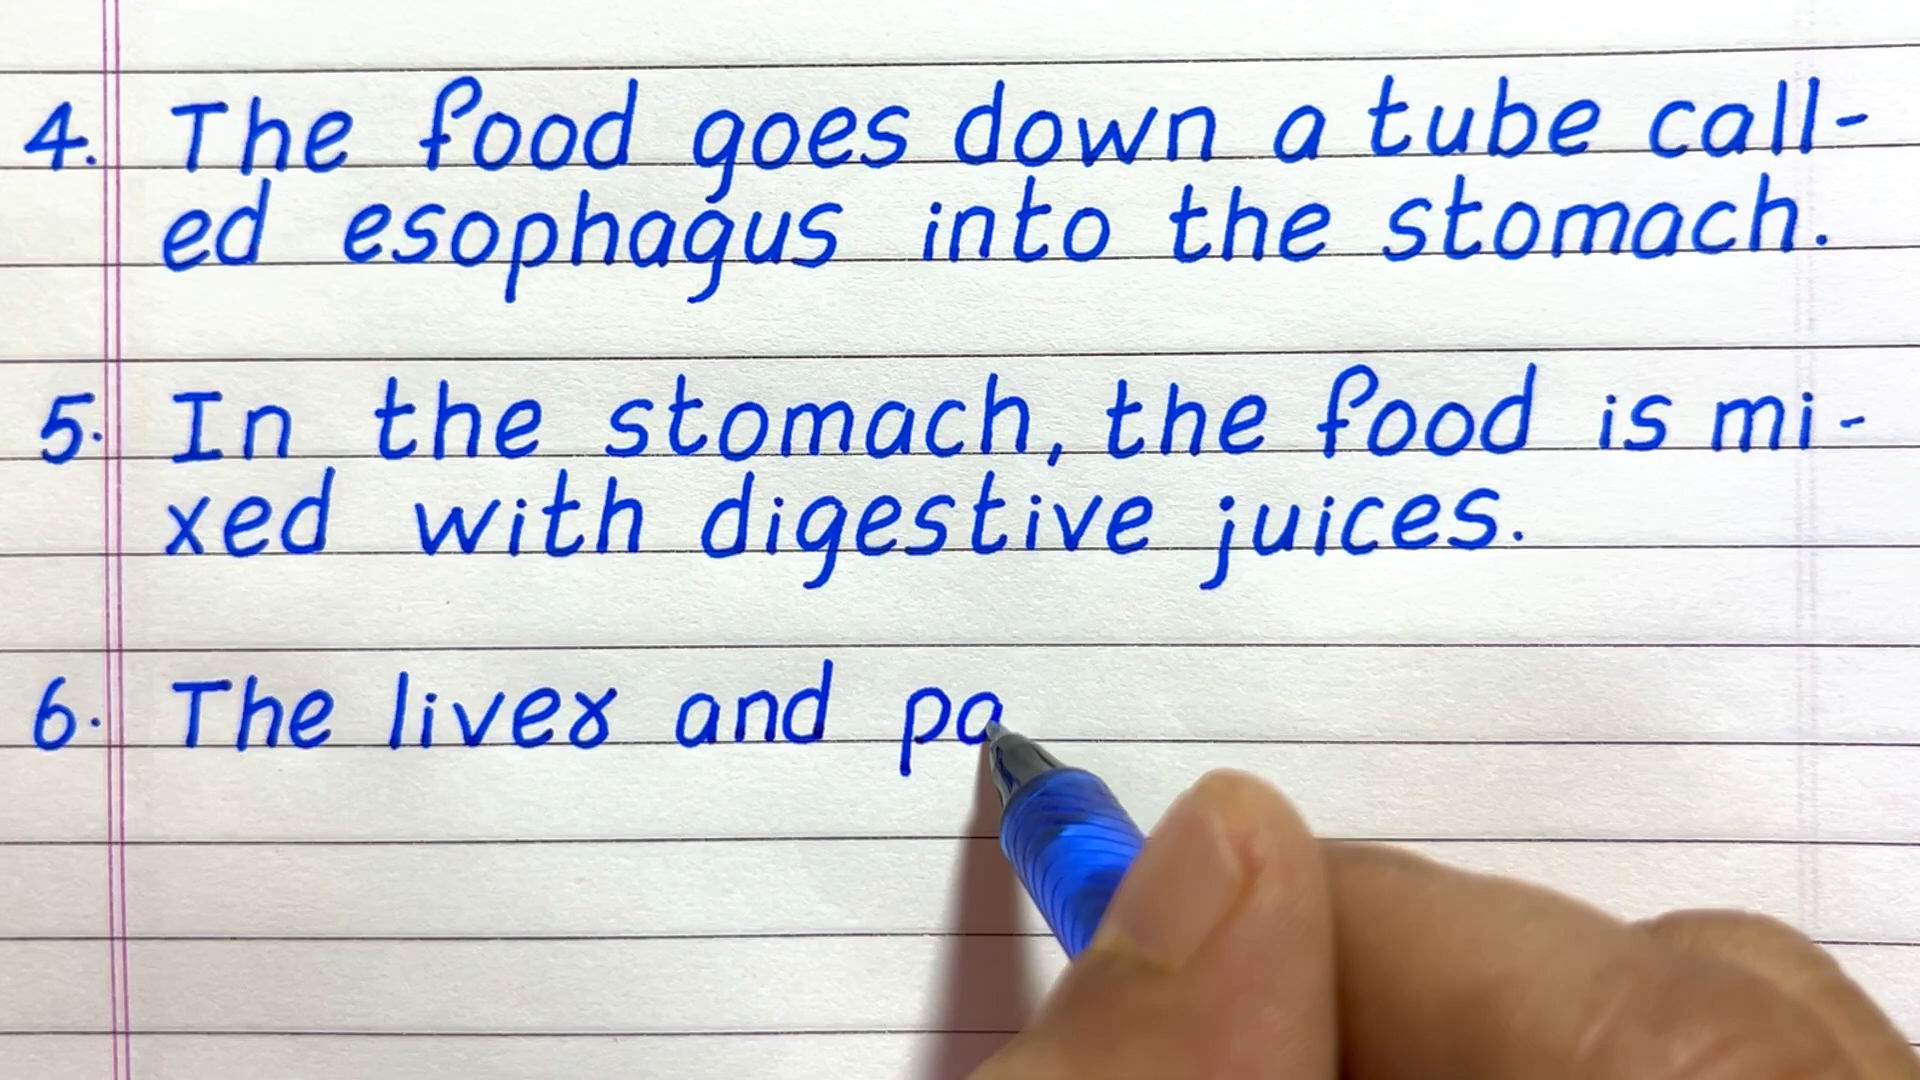 4. The food goes down a tube call-
ed esophagus into the stomach.
5. In the stomach, the food is mi-
xed with digestive juices.
6. The liver and pa